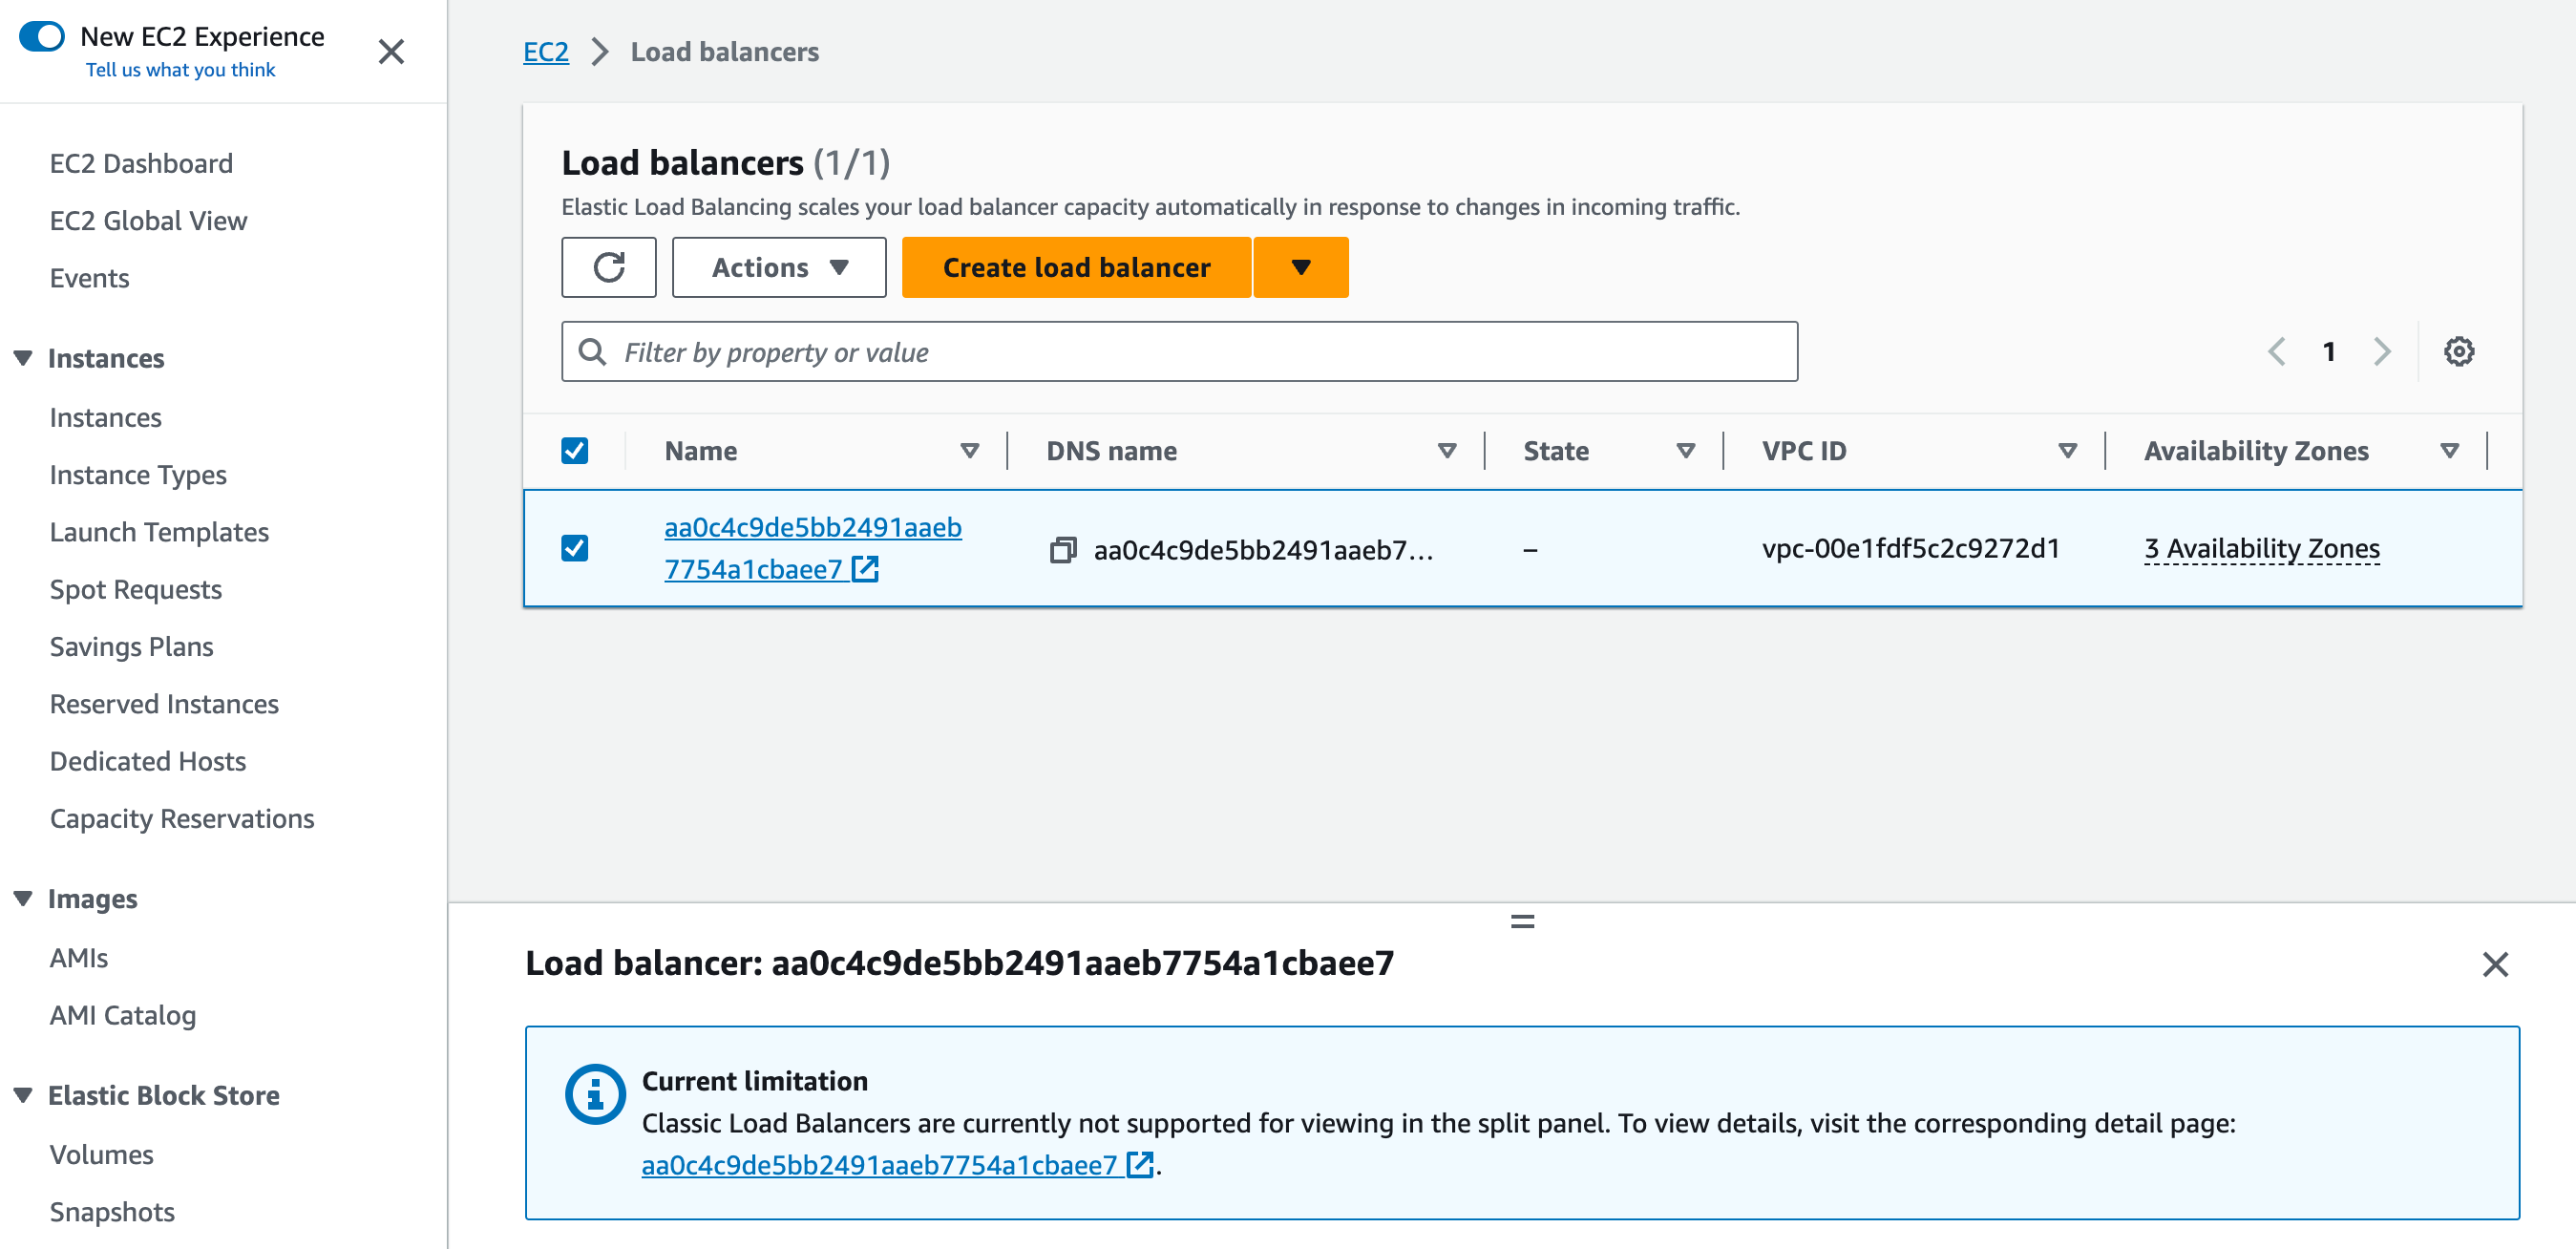 New EC2 Experience
Tell us what you think
EC2 Dashboard
EC2 Global View
Events
Instances
Instances
Instance Types
Launch Templates
Spot Requests
Savings Plans
Reserved Instances
Dedicated Hosts
Capacity Reservations
Images
AMIs
AMI Catalog
Elastic Block Store
Volumes
Snapshots
EC2 > Load balancers
Load balancers (1/1)
Elastic Load Balancing scales your load balancer capacity automatically in response to changes in incoming traffic.
Actions Create load balancer
Filter by property or value
1
Name DNS name State VPC ID Availability Zones
aa0c4c9de5bb2491aaeb
7754a1cbaee7
aa0c4c9de5bb2491aaeb7... – vpc-00e1fdf5c2c9272d1 3 Availability Zones
Load balancer: aa0c4c9de5bb2491aaeb7754a1cbaee7
Current limitation
Classic Load Balancers are currently not supported for viewing in the split panel. To view details, visit the corresponding detail page:
aa0c4c9de5bb2491aaeb7754a1cbaee7 .